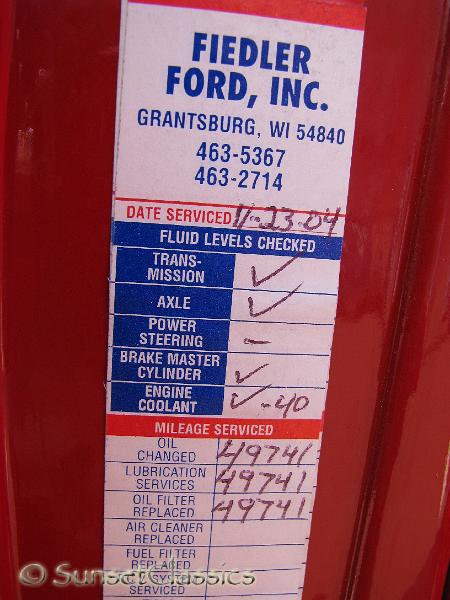 FIEDLER
FORD, INC.
GRANTSBURG, WI 54840
463-5367
463-2714
DATE SERVICED 11-23-04
FLUID LEVELS CHECKED
TRANS-
MISSION ✓
AXLE ✓
POWER
STEERING –
BRAKE MASTER
CYLINDER ✓
ENGINE
COOLANT ✓ -40
MILEAGE SERVICED
OIL
CHANGED 49741
LUBRICATION
SERVICES 49741
OIL FILTER
REPLACED 49741
AIR CLEANER
REPLACED
FUEL FILTER
REPLACED
SERVICED
© SunsetClassics